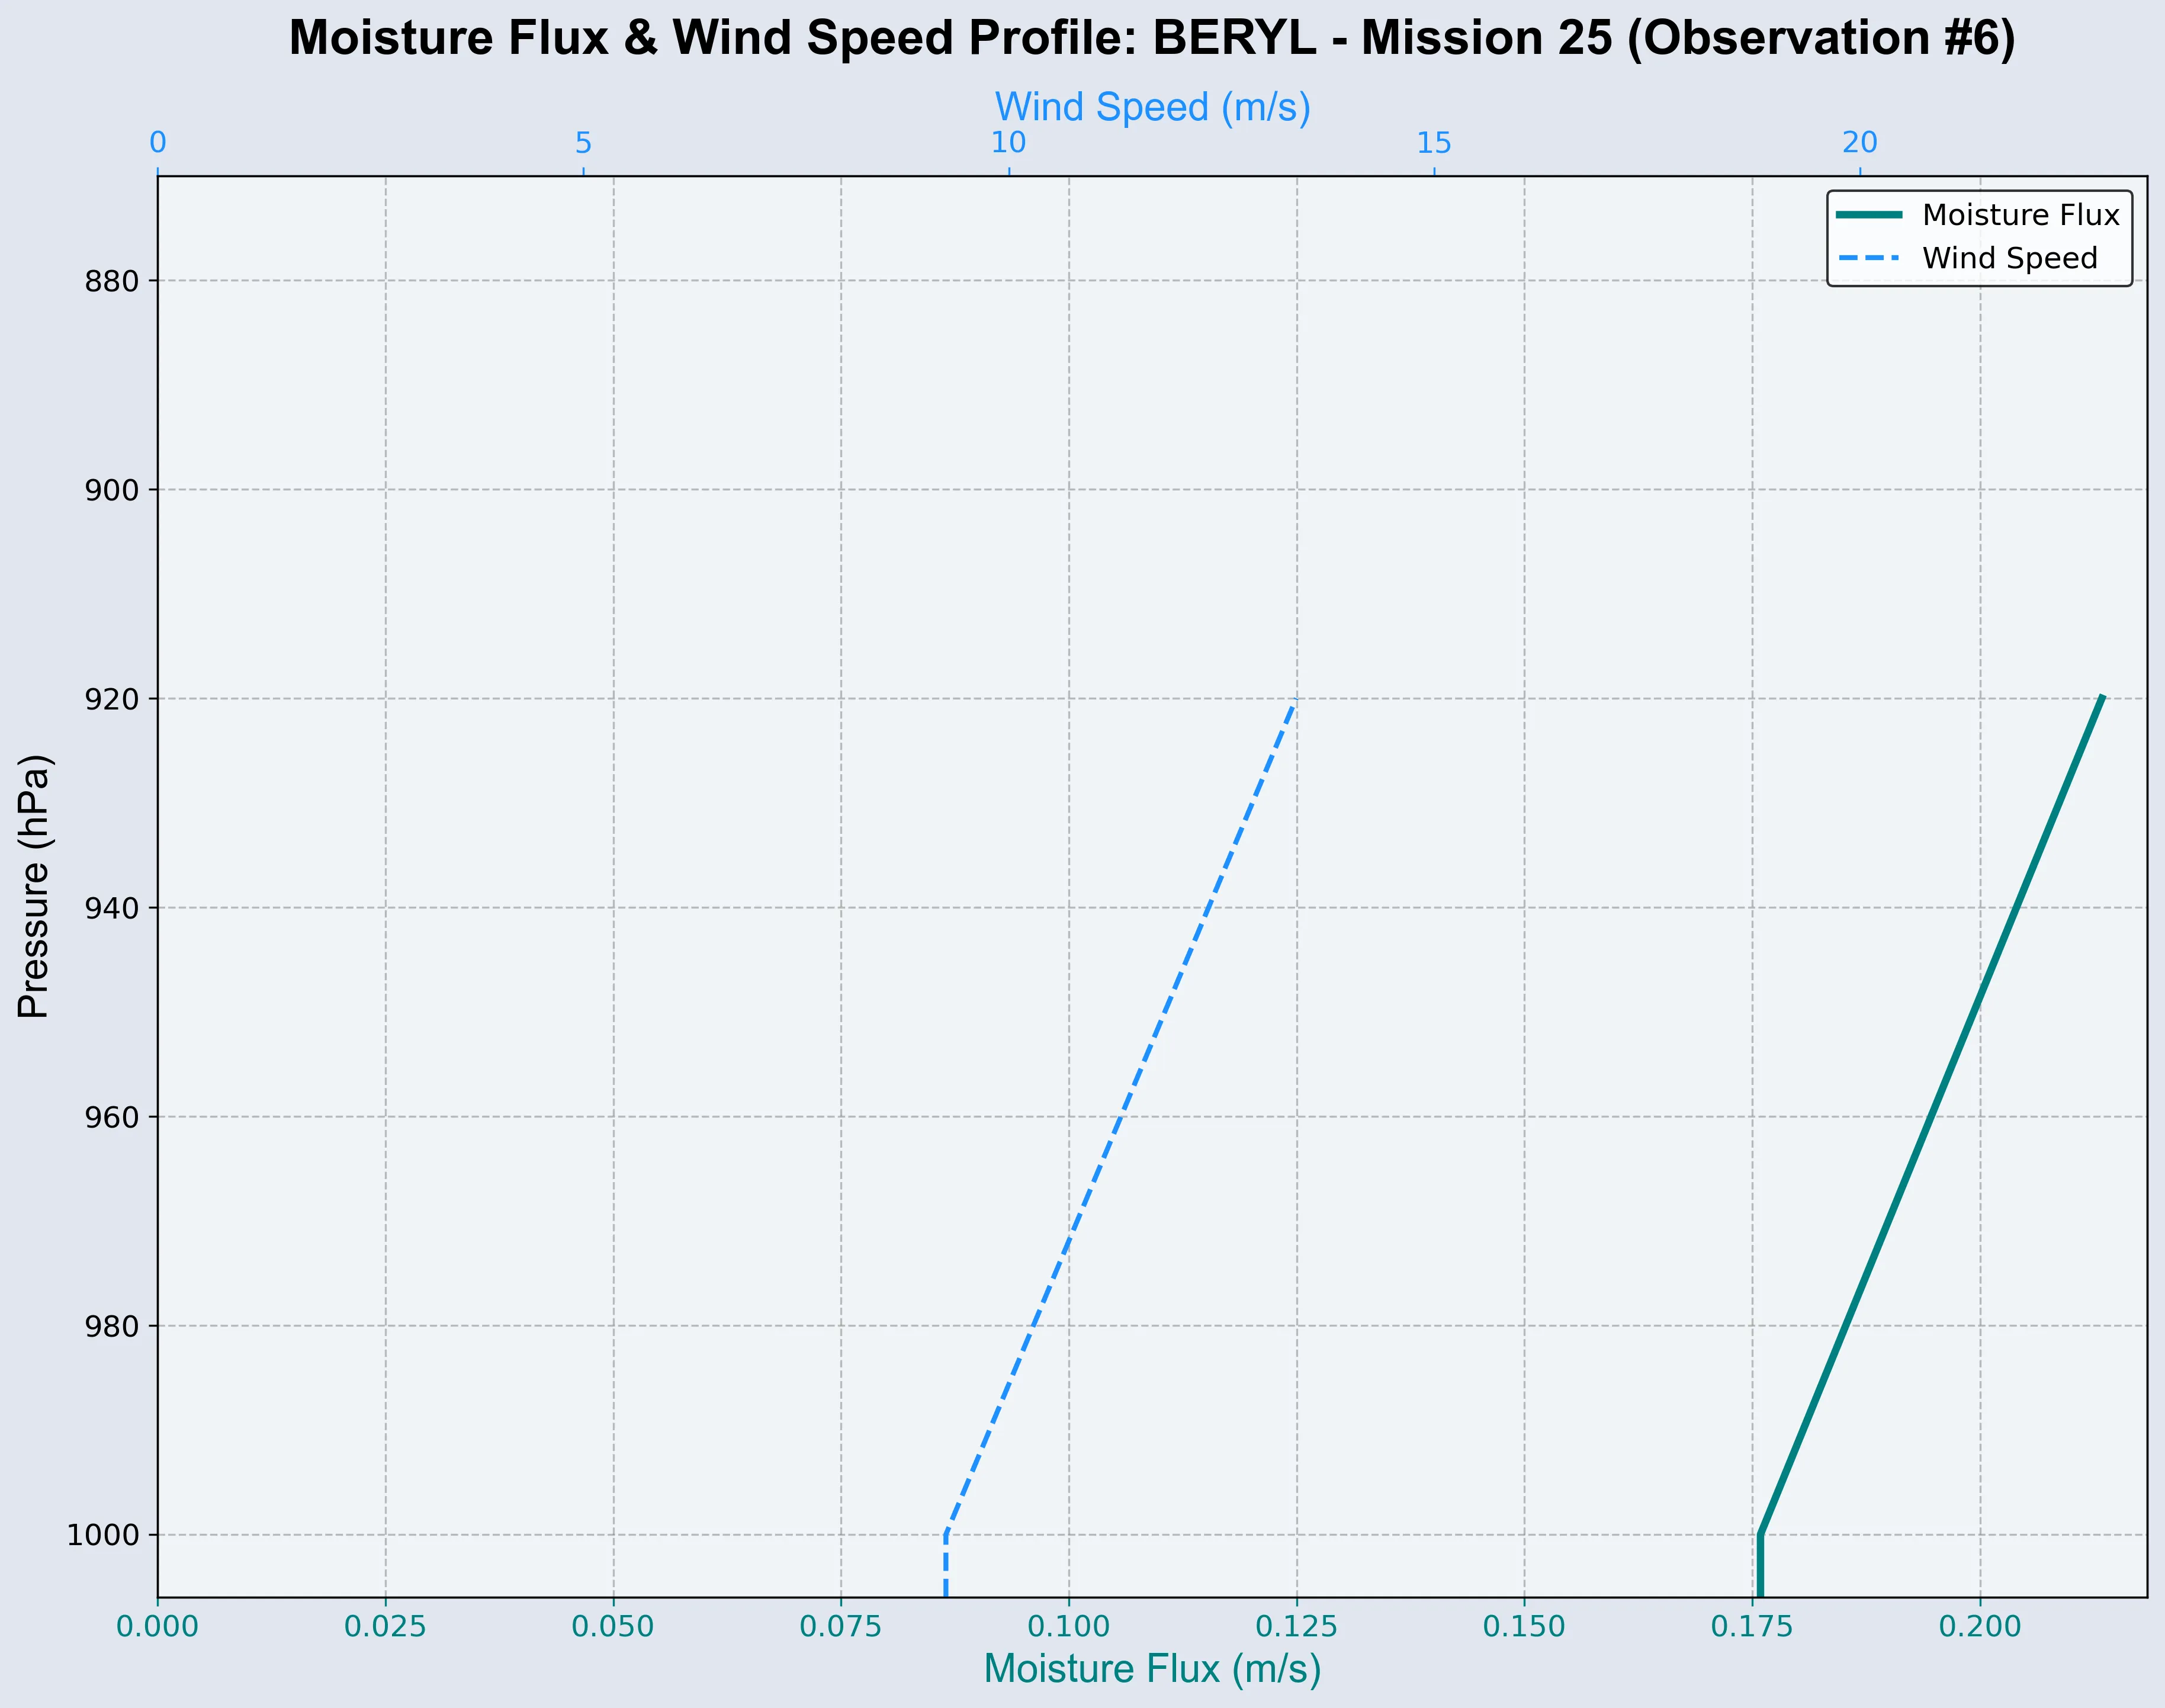 Moisture Flux & Wind Speed Profile: BERYL - Mission 25 (Observation #6)
Wind Speed (m/s)
0 5 10 15 20
Moisture Flux
Wind Speed
Pressure (hPa)
880
900
920
940
960
980
1000
0.000 0.025 0.050 0.075 0.100 0.125 0.150 0.175 0.200
Moisture Flux (m/s)